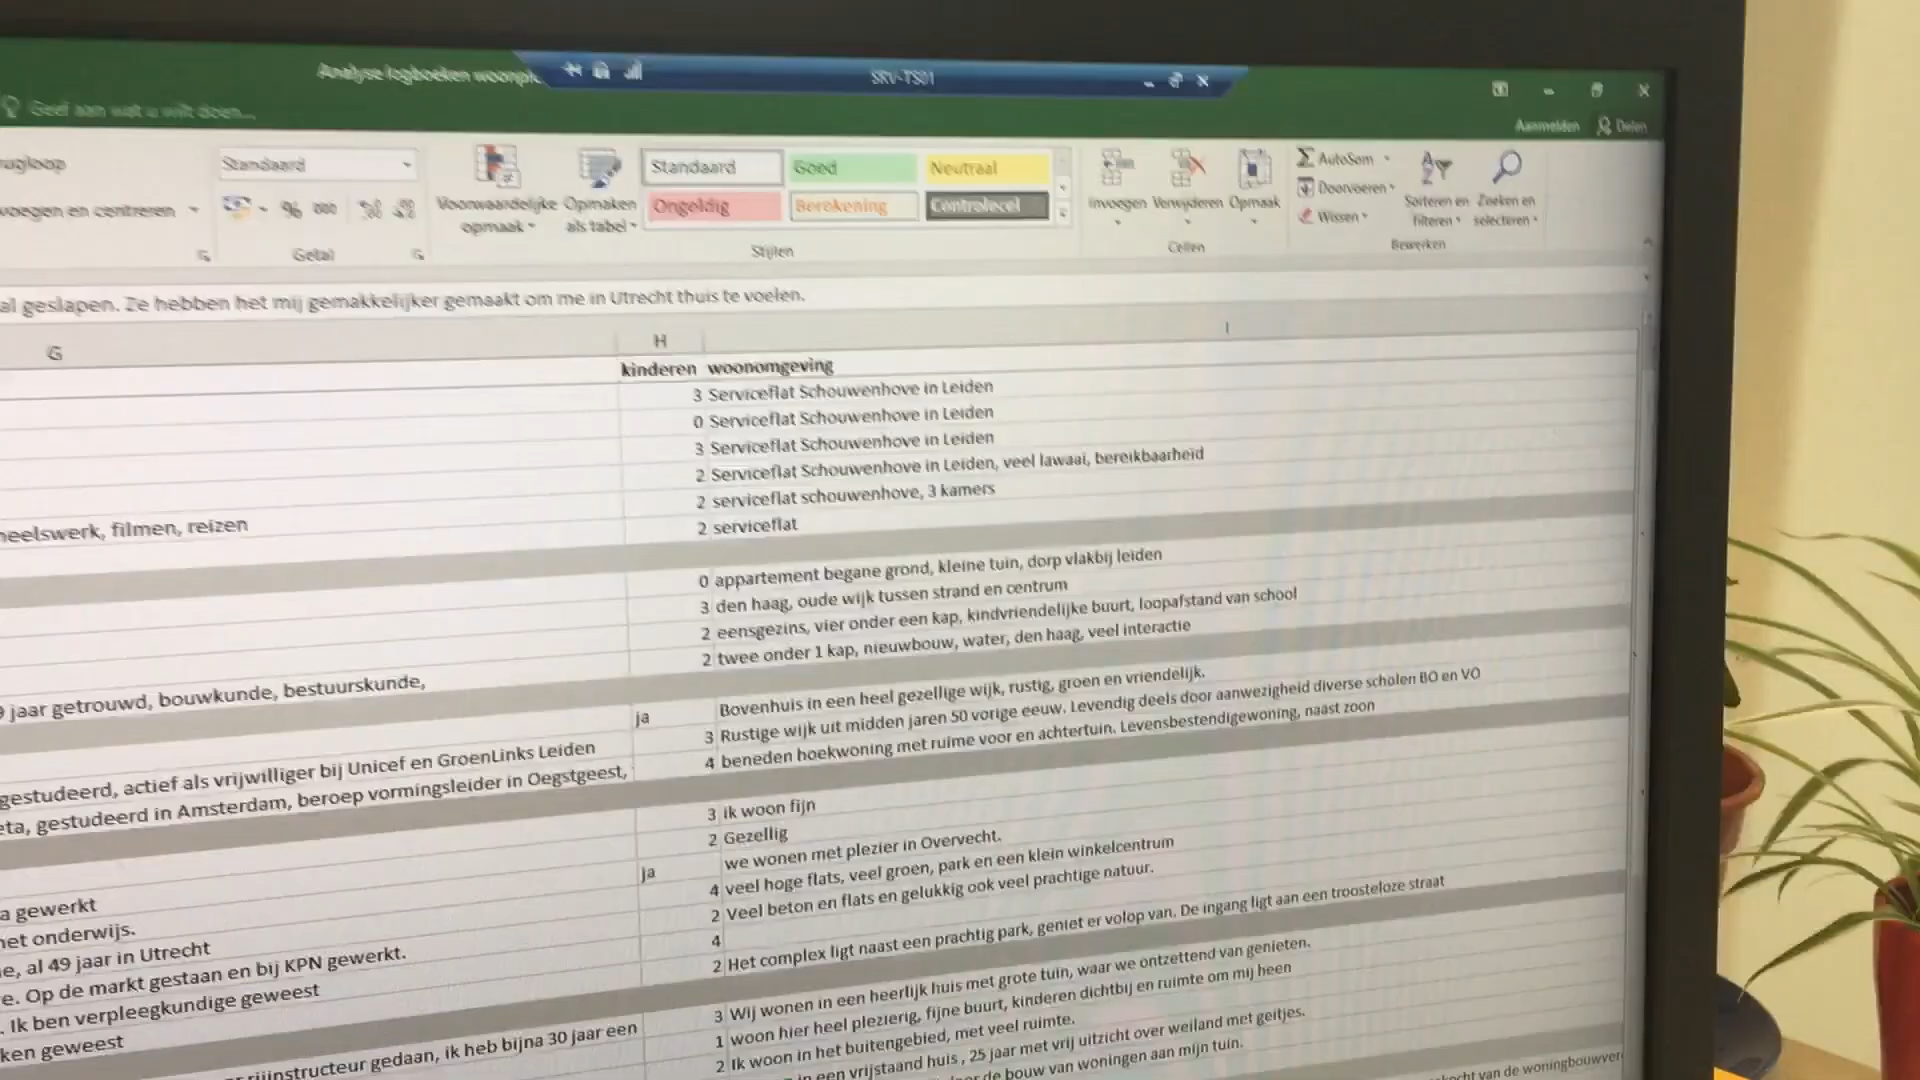 Analyse logboeken woonple
SRV-TS01
Geef aan wat u wilt doen...
Aanmelden Delen
rugloop
Standaard
voegen en centreren
% 000
Getal
Voorwaardelijke opmaak
Opmaken als tabel
Standaard Goed Neutraal
Ongeldig Berekening Controlecel
Stijlen
Invoegen Verwijderen Opmaak
Cellen
AutoSom
Doorvoeren
Wissen
Sorteren en filteren
Zoeken en selecteren
Bewerken
al geslapen. Ze hebben het mij gemakkelijker gemaakt om me in Utrecht thuis te voelen.
G H I
kinderen woonomgeving
3 Serviceflat Schouwenhove in Leiden
0 Serviceflat Schouwenhove in Leiden
3 Serviceflat Schouwenhove in Leiden
2 Serviceflat Schouwenhove in Leiden, veel lawaai, bereikbaarheid
2 serviceflat schouwenhove, 3 kamers
neelswerk, filmen, reizen 2 serviceflat
0 appartement begane grond, kleine tuin, dorp vlakbij leiden
3 den haag, oude wijk tussen strand en centrum
2 eensgezins, vier onder een kap, kindvriendelijke buurt, loopafstand van school
9 jaar getrouwd, bouwkunde, bestuurskunde, 2 twee onder 1 kap, nieuwbouw, water, den haag, veel interactie
ja Bovenhuis in een heel gezellige wijk, rustig, groen en vriendelijk.
gestudeerd, actief als vrijwilliger bij Unicef en GroenLinks Leiden 3 Rustige wijk uit midden jaren 50 vorige eeuw. Levendig deels door aanwezigheid diverse scholen BO en VO
eta, gestudeerd in Amsterdam, beroep vormingsleider in Oegstgeest, 4 beneden hoekwoning met ruime voor en achtertuin. Levensbestendigewoning, naast zoon
3 ik woon fijn
2 Gezellig
a gewerkt ja we wonen met plezier in Overvecht.
net onderwijs. 4 veel hoge flats, veel groen, park en een klein winkelcentrum
e, al 49 jaar in Utrecht 2 Veel beton en flats en gelukkig ook veel prachtige natuur.
e. Op de markt gestaan en bij KPN gewerkt. 4
. Ik ben verpleegkundige geweest 2 Het complex ligt naast een prachtig park, geniet er volop van. De ingang ligt aan een troosteloze straat
ken geweest
3 Wij wonen in een heerlijk huis met grote tuin, waar we ontzettend van genieten.
rijinstructeur gedaan, ik heb bijna 30 jaar een 1 woon hier heel plezierig, fijne buurt, kinderen dichtbij en ruimte om mij heen
2 Ik woon in het buitengebied, met veel ruimte.
in een vrijstaand huis , 25 jaar met vrij uitzicht over weiland met geitjes.
de bouw van woningen aan mijn tuin.
van de woningbouwver